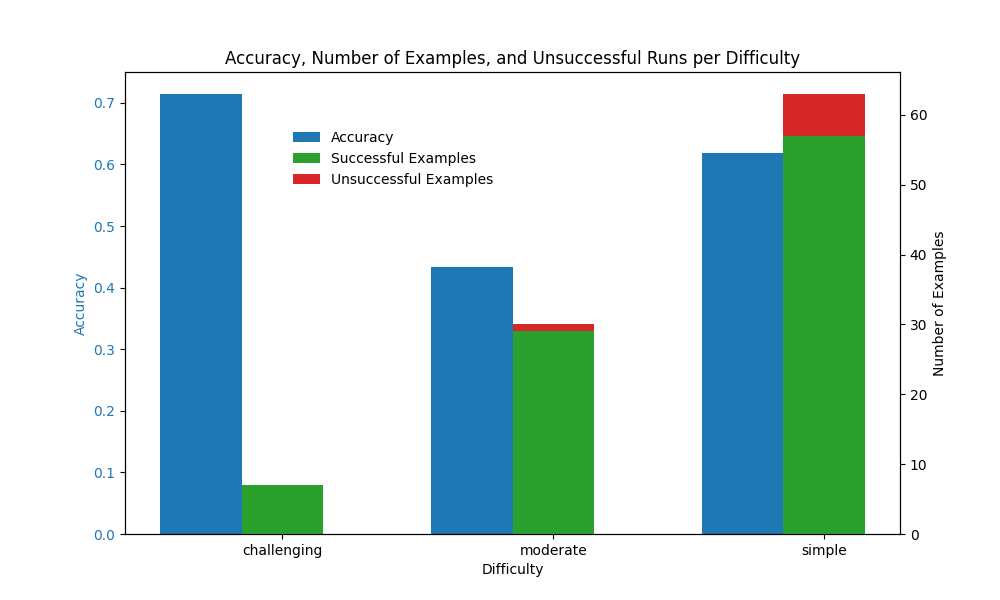 Accuracy, Number of Examples, and Unsuccessful Runs per Difficulty
Accuracy
Successful Examples
Unsuccessful Examples
Accuracy
0.7
0.6
0.5
0.4
0.3
0.2
0.1
0.0
Number of Examples
60
50
40
30
20
10
0
challenging moderate simple
Difficulty